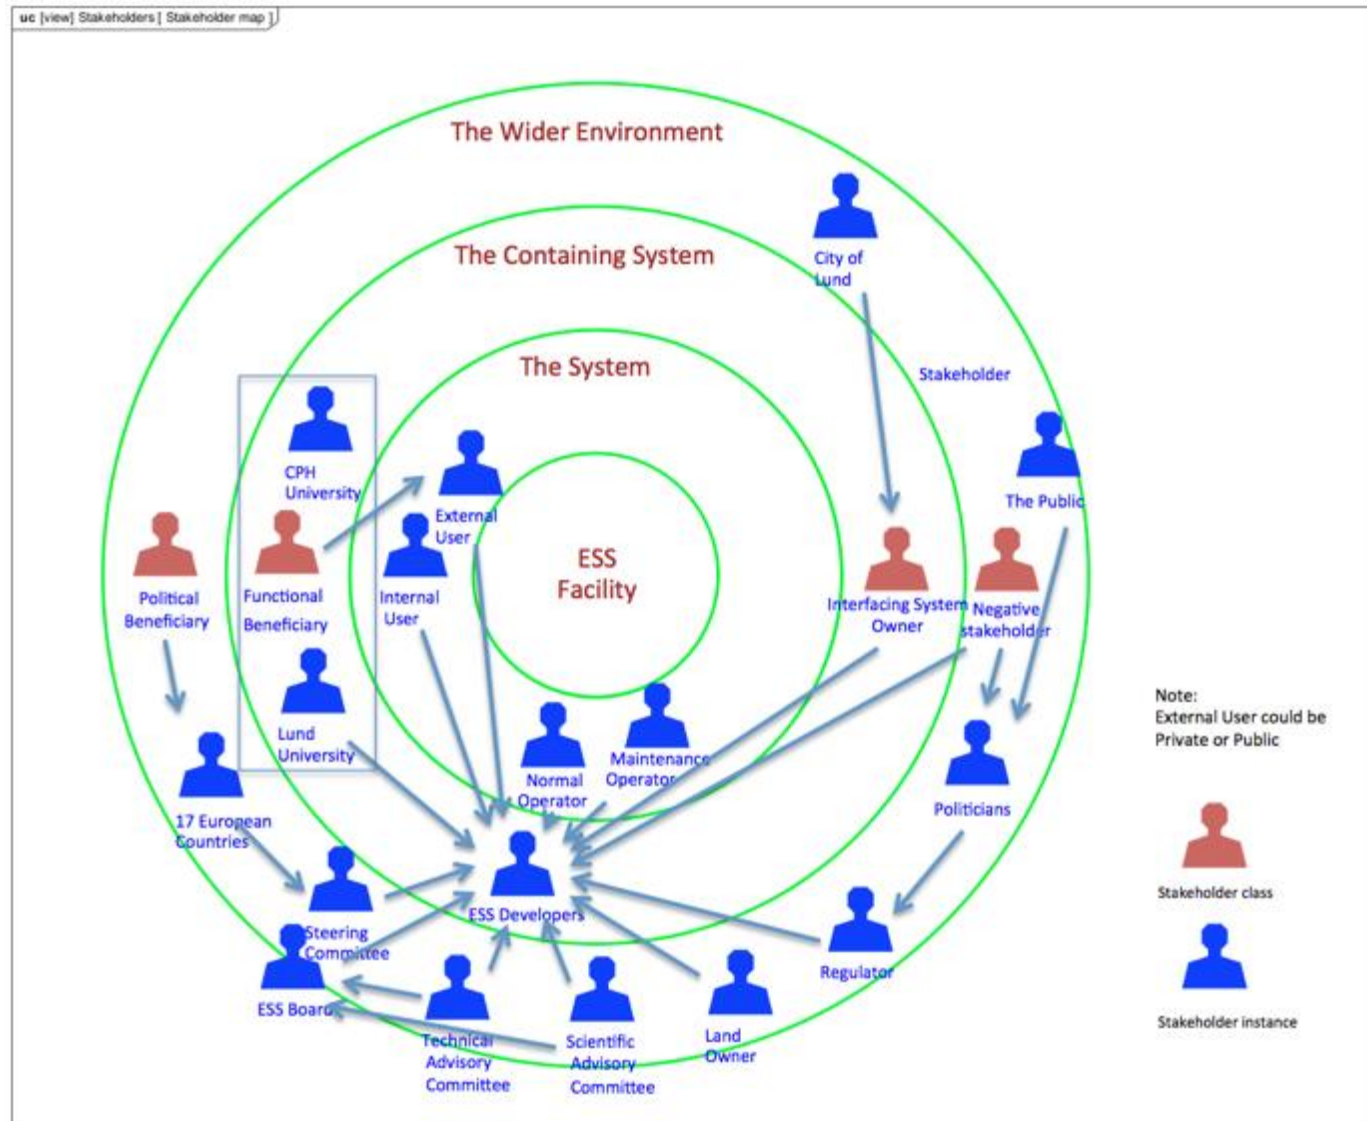 uc [view] Stakeholders [ Stakeholder map ]
The Wider Environment
The Containing System
The System
ESS
Facility
City of
Lund
Stakeholder
The Public
CPH
University
External
User
Political
Beneficiary
Functional
Beneficiary
Internal
User
Interfacing System
Owner
Negative
stakeholder
Lund
University
Normal
Operator
Maintenance
Operator
17 European
Countries
Politicians
Steering
Committee
ESS Developers
ESS Board
Technical
Advisory
Committee
Scientific
Advisory
Committee
Land
Owner
Regulator
Note:
External User could be
Private or Public
Stakeholder class
Stakeholder instance